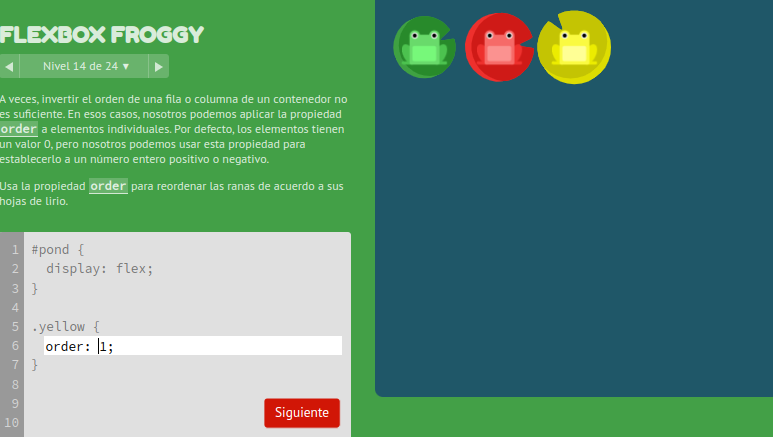 FLEXBOX FROGGY
◀ Nivel 14 de 24 ▾ ▶
A veces, invertir el orden de una fila o columna de un contenedor no
es suficiente. En esos casos, nosotros podemos aplicar la propiedad
order a elementos individuales. Por defecto, los elementos tienen
un valor 0, pero nosotros podemos usar esta propiedad para
establecerlo a un número entero positivo o negativo.
Usa la propiedad order para reordenar las ranas de acuerdo a sus
hojas de lirio.
1 #pond {
2 display: flex;
3 }
4
5 .yellow {
6 order: 1;
7 }
8
9
10
Siguiente